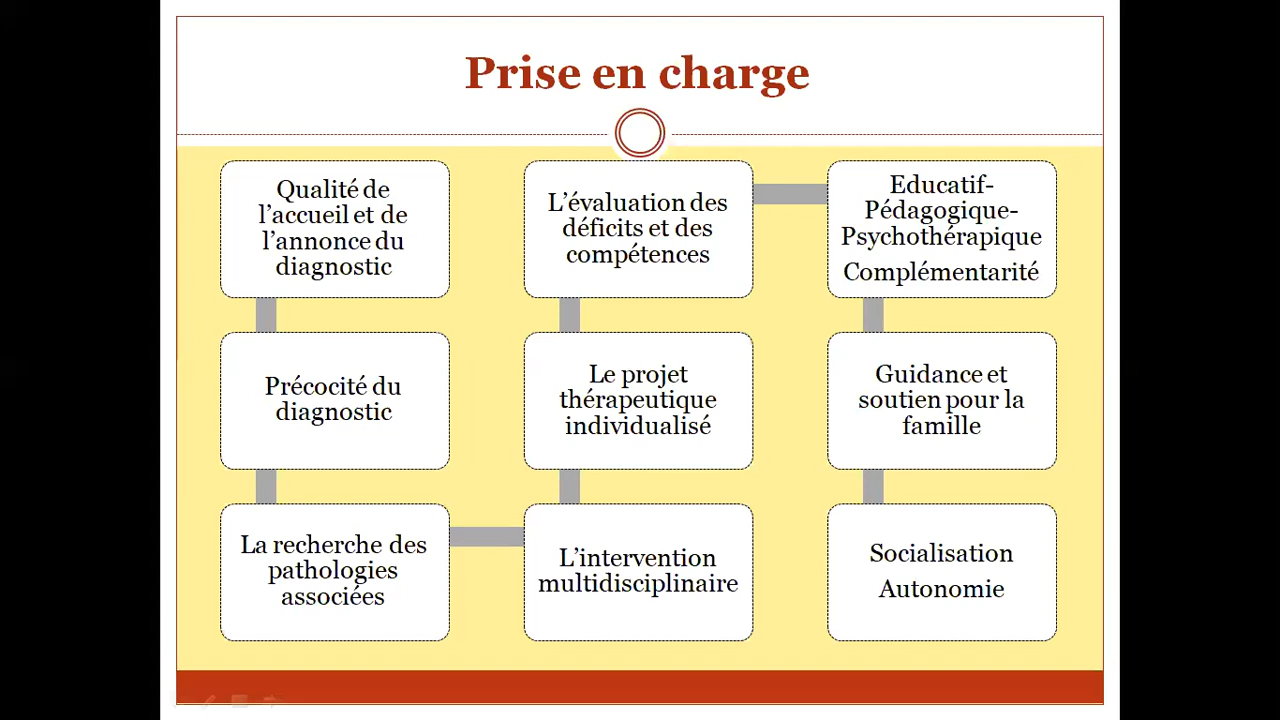 Prise en charge
Qualité de
l’accueil et de
l’annonce du
diagnostic
Précocité du
diagnostic
La recherche des
pathologies
associées
L’intervention
multidisciplinaire
Le projet
thérapeutique
individualisé
L’évaluation des
déficits et des
compétences
Educatif-
Pédagogique-
Psychothérapique
Complémentarité
Guidance et
soutien pour la
famille
Socialisation
Autonomie